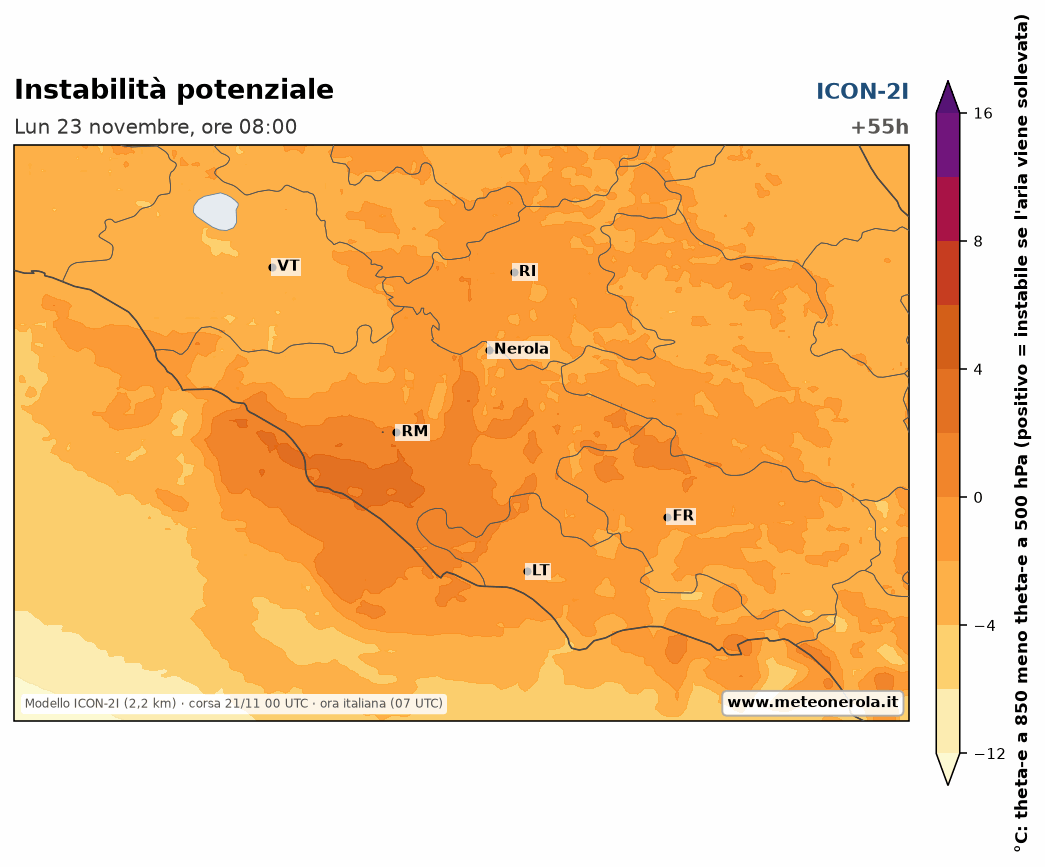 Instabilità potenziale
ICON-2I
Lun 23 novembre, ore 08:00
+55h
VT
RI
Nerola
RM
FR
LT
Modello ICON-2I (2,2 km) · corsa 21/11 00 UTC · ora italiana (07 UTC)
www.meteonerola.it
16
8
4
0
−4
−12
°C: theta-e a 850 meno theta-e a 500 hPa (positivo = instabile se l'aria viene sollevata)